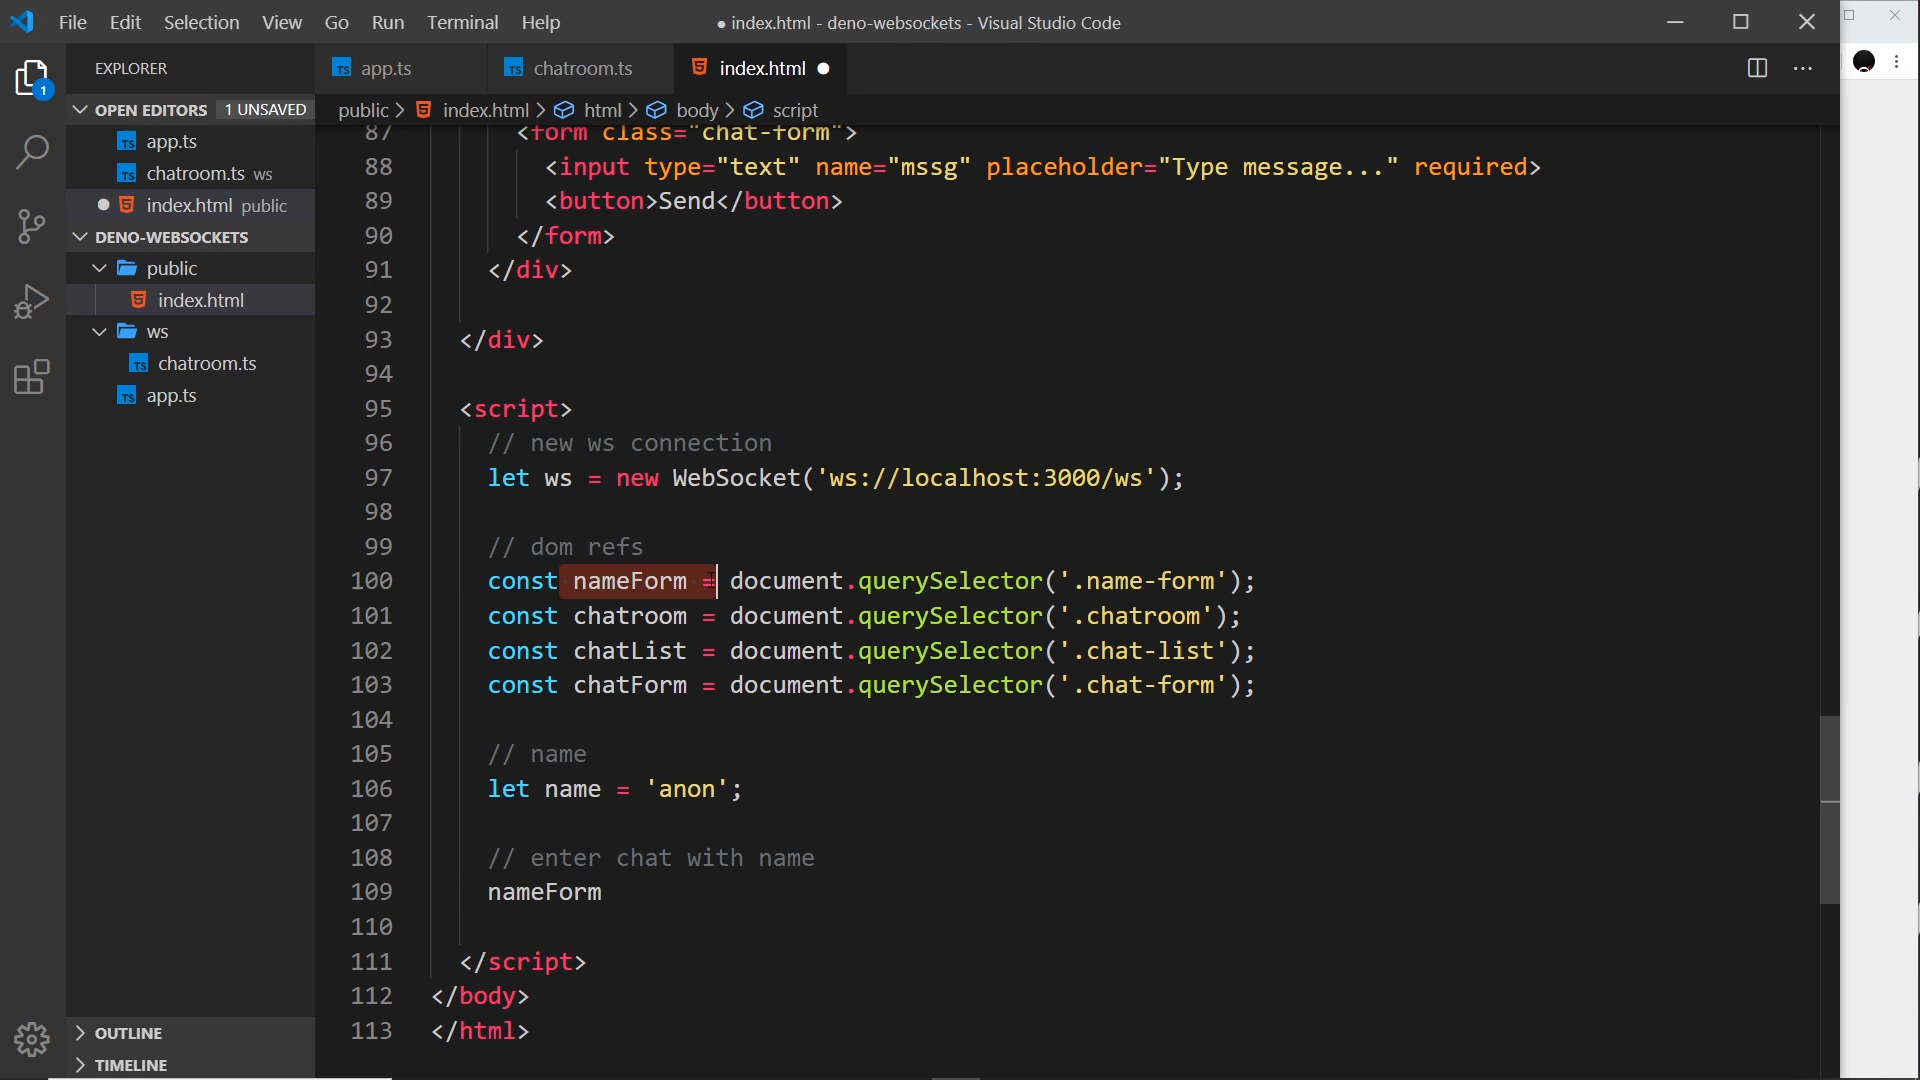 File Edit Selection View Go Run Terminal Help
● index.html - deno-websockets - Visual Studio Code
EXPLORER
OPEN EDITORS 1 UNSAVED
TS app.ts
TS chatroom.ts ws
index.html public
DENO-WEBSOCKETS
public
index.html
ws
TS chatroom.ts
TS app.ts
OUTLINE
TIMELINE
1
TS app.ts
TS chatroom.ts
index.html
public > index.html > html > body > script
87 <form class="chat-form">
88 <input type="text" name="mssg" placeholder="Type message..." required>
89 <button>Send</button>
90 </form>
91 </div>
92
93 </div>
94
95 <script>
96 // new ws connection
97 let ws = new WebSocket('ws://localhost:3000/ws');
98
99 // dom refs
100 const nameForm = document.querySelector('.name-form');
101 const chatroom = document.querySelector('.chatroom');
102 const chatList = document.querySelector('.chat-list');
103 const chatForm = document.querySelector('.chat-form');
104
105 // name
106 let name = 'anon';
107
108 // enter chat with name
109 nameForm
110
111 </script>
112 </body>
113 </html>